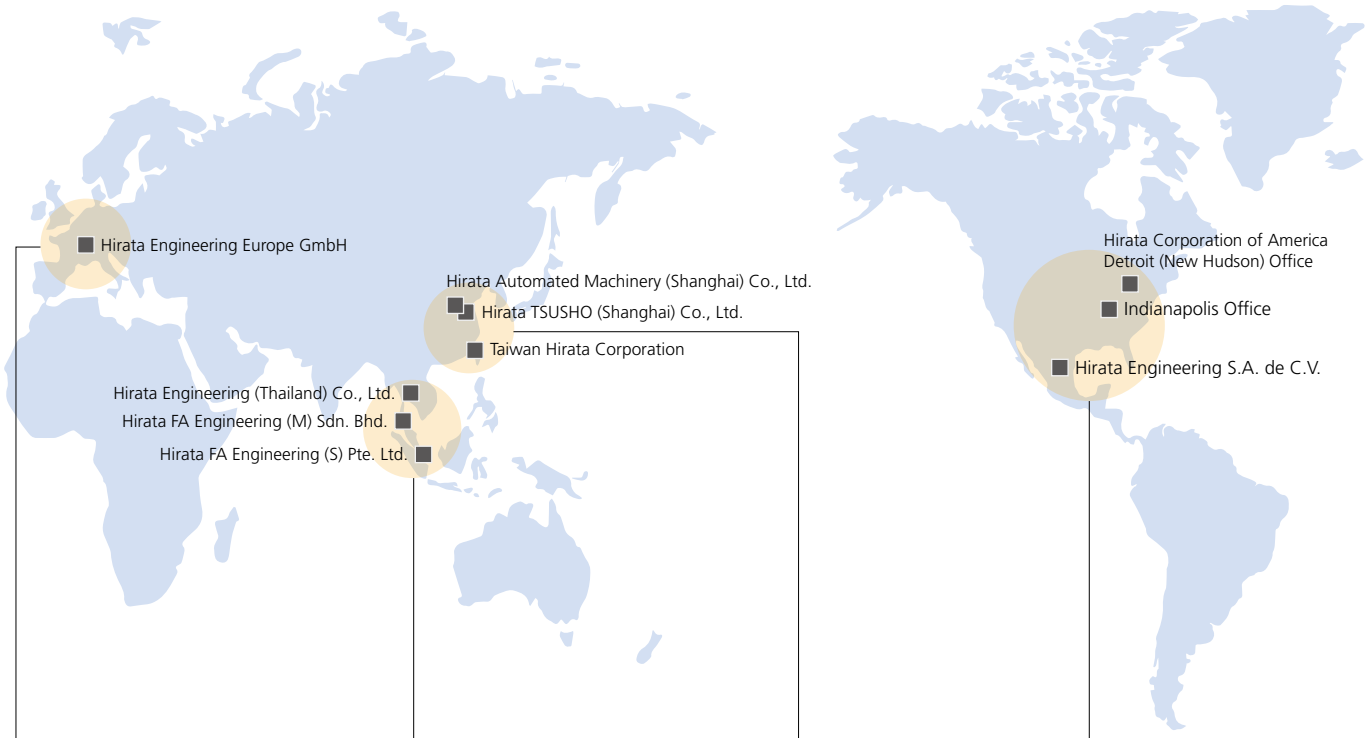 Hirata Engineering Europe GmbH
Hirata Automated Machinery (Shanghai) Co., Ltd.
Hirata TSUSHO (Shanghai) Co., Ltd.
Taiwan Hirata Corporation
Hirata Engineering (Thailand) Co., Ltd.
Hirata FA Engineering (M) Sdn. Bhd.
Hirata FA Engineering (S) Pte. Ltd.
Hirata Corporation of America
Detroit (New Hudson) Office
Indianapolis Office
Hirata Engineering S.A. de C.V.